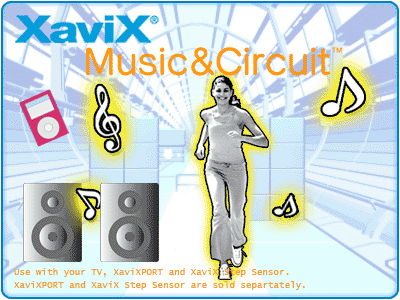 XaviX®
Music&Circuit™
Use with your TV, XaviXPORT and XaviX Step Sensor.
XaviXPORT and XaviX Step Sensor are sold separtately.